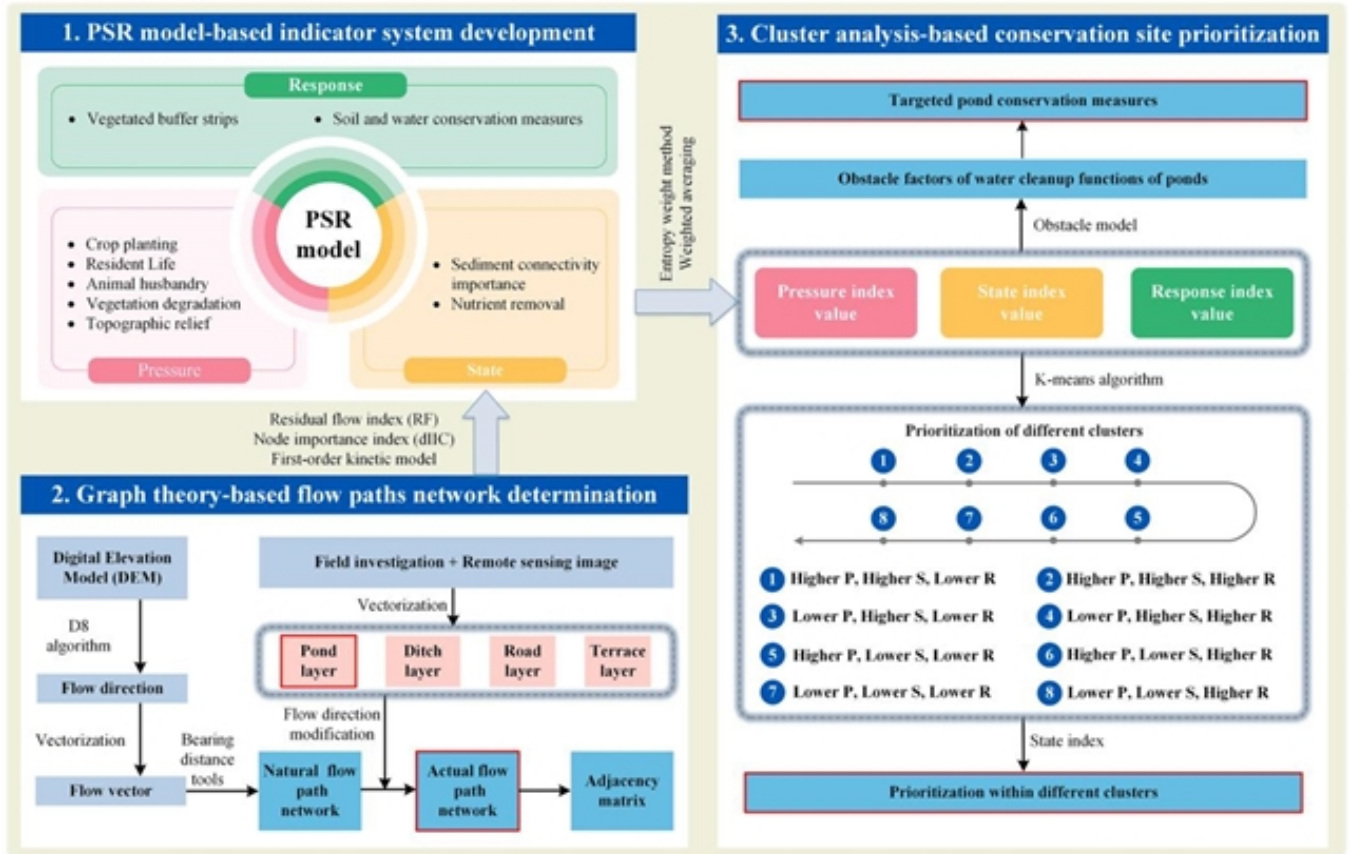 1. PSR model-based indicator system development
Response
• Vegetated buffer strips
• Soil and water conservation measures
PSR
model
• Crop planting
• Resident Life
• Animal husbandry
• Vegetation degradation
• Topographic relief
Pressure
• Sediment connectivity
importance
• Nutrient removal
State
Entropy weight method
Weighted averaging
Residual flow index (RF)
Node importance index (dIIC)
First-order kinetic model
2. Graph theory-based flow paths network determination
Digital Elevation
Model (DEM)
D8
algorithm
Flow direction
Vectorization
Flow vector
Bearing
distance
tools
Field investigation + Remote sensing image
Vectorization
Pond
layer
Ditch
layer
Road
layer
Terrace
layer
Flow direction
modification
Natural flow
path
network
Actual flow
path
network
Adjacency
matrix
3. Cluster analysis-based conservation site prioritization
Targeted pond conservation measures
Obstacle factors of water cleanup functions of ponds
Obstacle model
Pressure index
value
State index
value
Response index
value
K-means algorithm
Prioritization of different clusters
1 2 3 4
8 7 6 5
1 Higher P, Higher S, Lower R
2 Higher P, Higher S, Higher R
3 Lower P, Higher S, Lower R
4 Lower P, Higher S, Higher R
5 Higher P, Lower S, Lower R
6 Higher P, Lower S, Higher R
7 Lower P, Lower S, Lower R
8 Lower P, Lower S, Higher R
State index
Prioritization within different clusters